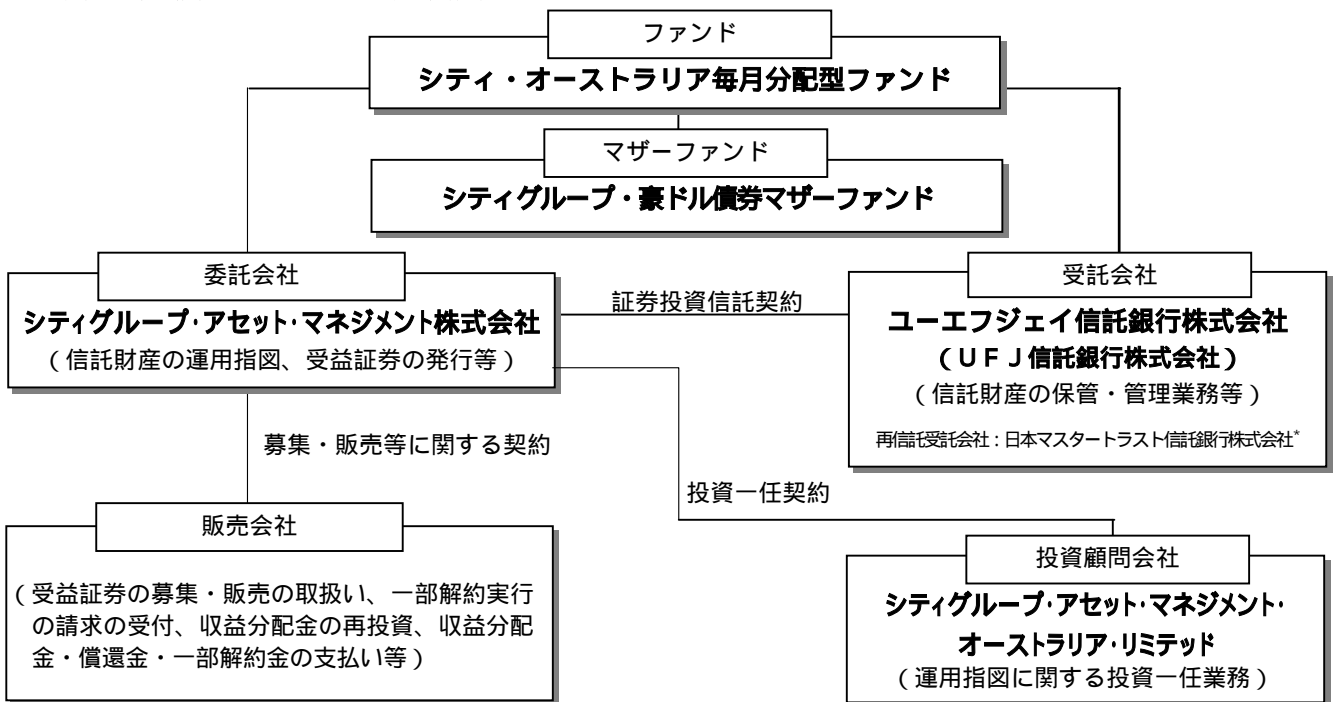 ファンド
シティ・オーストラリア毎月分配型ファンド
マザーファンド
シティグループ・豪ドル債券マザーファンド
委託会社
シティグループ・アセット・マネジメント株式会社
(信託財産の運用指図、受益証券の発行等)
証券投資信託契約
受託会社
ユーエフジェイ信託銀行株式会社
(UFJ信託銀行株式会社)
(信託財産の保管・管理業務等)
再信託受託会社:日本マスタートラスト信託銀行株式会社*
募集・販売等に関する契約
投資一任契約
販売会社
(受益証券の募集・販売の取扱い、一部解約実行
の請求の受付、収益分配金の再投資、収益分配
金・償還金・一部解約金の支払い等)
投資顧問会社
シティグループ・アセット・マネジメント・
オーストラリア・リミテッド
(運用指図に関する投資一任業務)